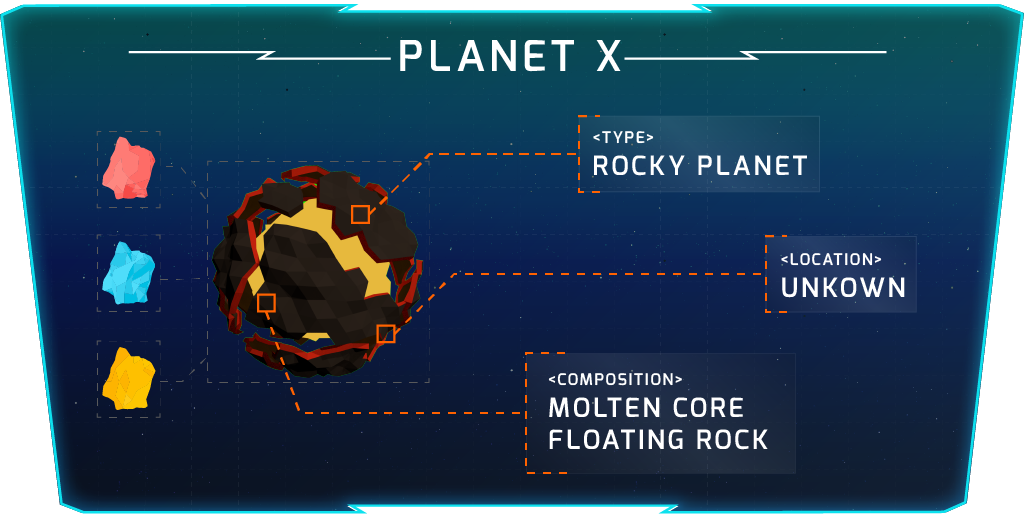 PLANET X
<TYPE>
ROCKY PLANET
<LOCATION>
UNKOWN
<COMPOSITION>
MOLTEN CORE
FLOATING ROCK